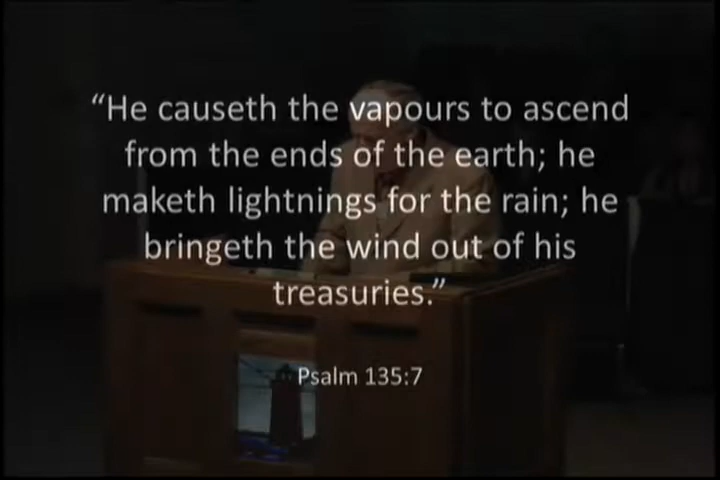 “He causeth the vapours to ascend
from the ends of the earth; he
maketh lightnings for the rain; he
bringeth the wind out of his
treasuries.”
Psalm 135:7